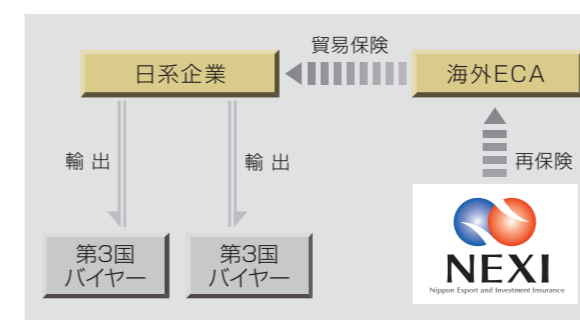 貿易保険
日系企業
海外ECA
輸 出
輸 出
再保険
第3国
バイヤー
第3国
バイヤー
NEXI
Nippon Export and Investment Insurance